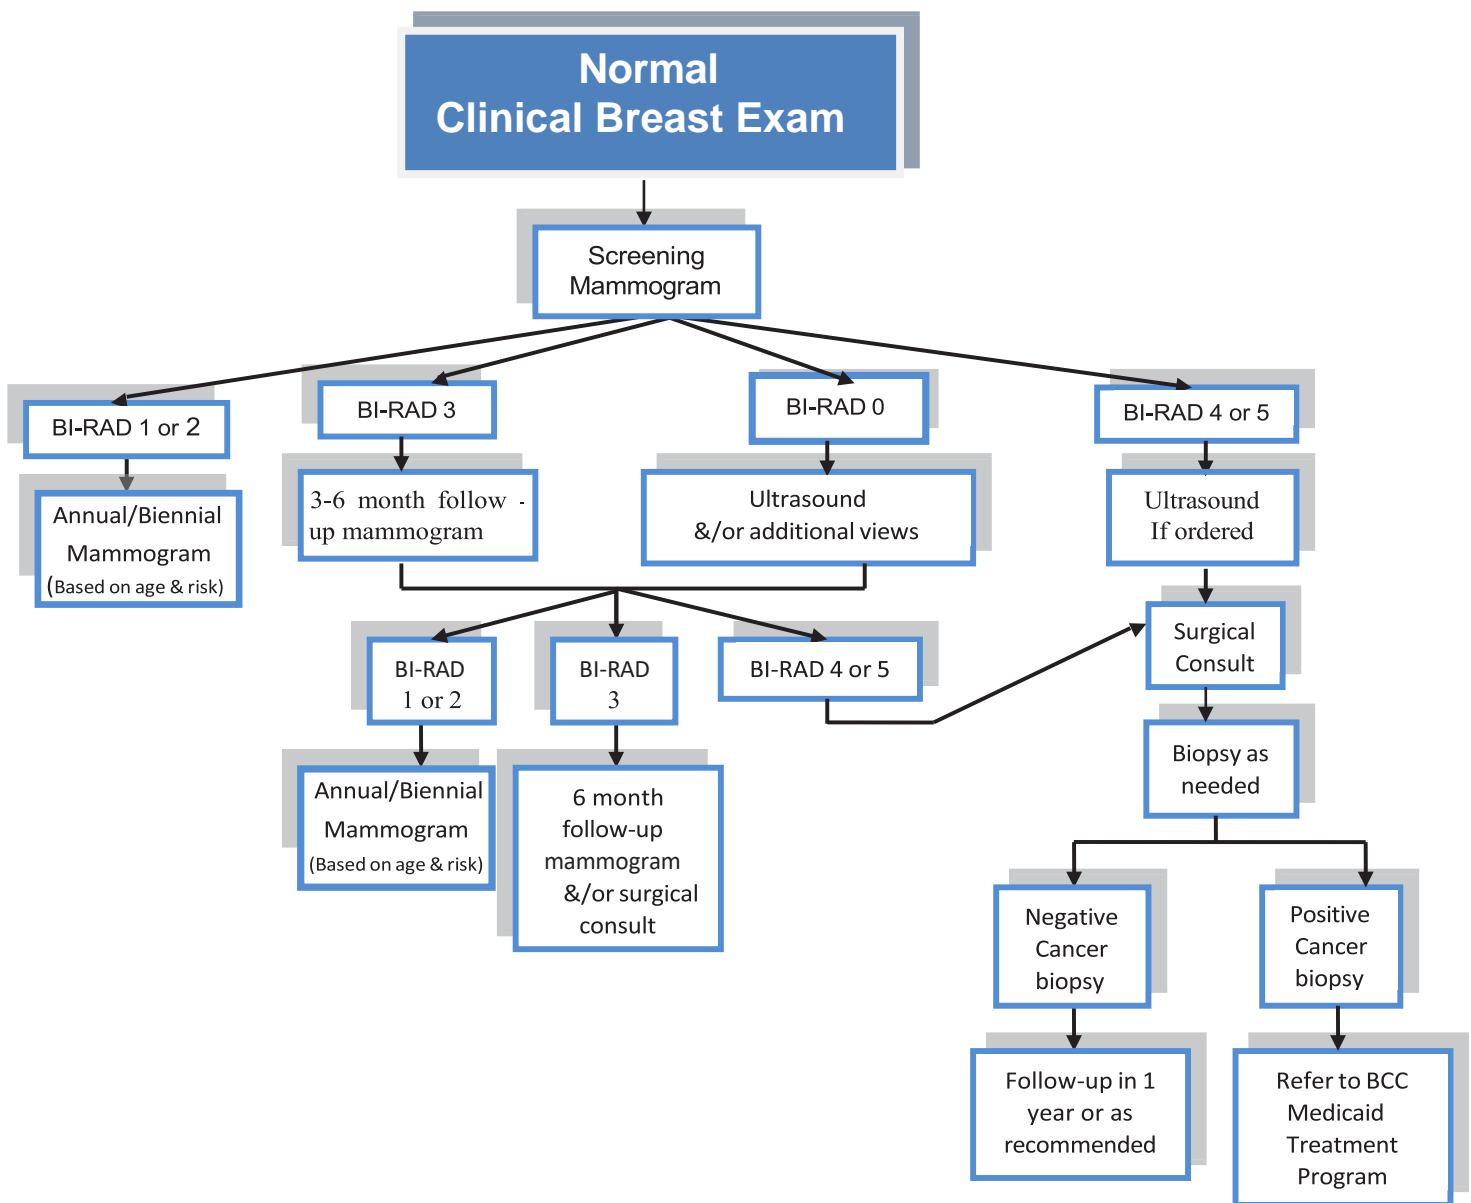 Normal
Clinical Breast Exam
Screening
Mammogram
BI-RAD 1 or 2
BI-RAD 3
BI-RAD 0
BI-RAD 4 or 5
Annual/Biennial
Mammogram
(Based on age & risk)
3-6 month follow -
up mammogram
Ultrasound
&/or additional views
Ultrasound
If ordered
BI-RAD
1 or 2
BI-RAD
3
BI-RAD 4 or 5
Surgical
Consult
Annual/Biennial
Mammogram
(Based on age & risk)
6 month
follow-up
mammogram
&/or surgical
consult
Biopsy as
needed
Negative
Cancer
biopsy
Positive
Cancer
biopsy
Follow-up in 1
year or as
recommended
Refer to BCC
Medicaid
Treatment
Program